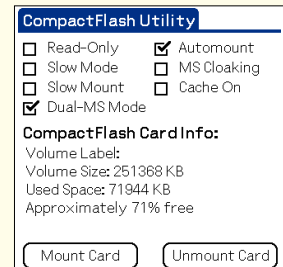 CompactFlash Utility
Read-Only Automount
Slow Mode MS Cloaking
Slow Mount Cache On
Dual-MS Mode
CompactFlash Card Info:
Volume Label:
Volume Size: 251368 KB
Used Space: 71944 KB
Approximately 71% free
Mount Card Unmount Card